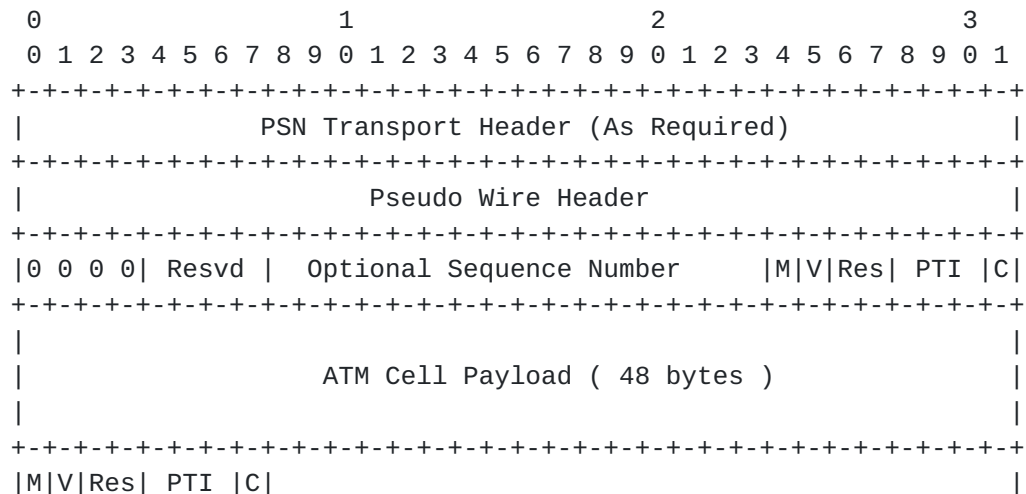 0                   1                   2                   3
 0 1 2 3 4 5 6 7 8 9 0 1 2 3 4 5 6 7 8 9 0 1 2 3 4 5 6 7 8 9 0 1
+-+-+-+-+-+-+-+-+-+-+-+-+-+-+-+-+-+-+-+-+-+-+-+-+-+-+-+-+-+-+-+-+
|               PSN Transport Header (As Required)              |
+-+-+-+-+-+-+-+-+-+-+-+-+-+-+-+-+-+-+-+-+-+-+-+-+-+-+-+-+-+-+-+-+
|                      Pseudo Wire Header                       |
+-+-+-+-+-+-+-+-+-+-+-+-+-+-+-+-+-+-+-+-+-+-+-+-+-+-+-+-+-+-+-+-+
|0 0 0 0| Resvd |  Optional Sequence Number     |M|V|Res| PTI |C|
+-+-+-+-+-+-+-+-+-+-+-+-+-+-+-+-+-+-+-+-+-+-+-+-+-+-+-+-+-+-+-+-+
|                                                               |
|                   ATM Cell Payload ( 48 bytes )               |
|                                                               |
+-+-+-+-+-+-+-+-+-+-+-+-+-+-+-+-+-+-+-+-+-+-+-+-+-+-+-+-+-+-+-+-+
|M|V|Res| PTI |C|                                               |